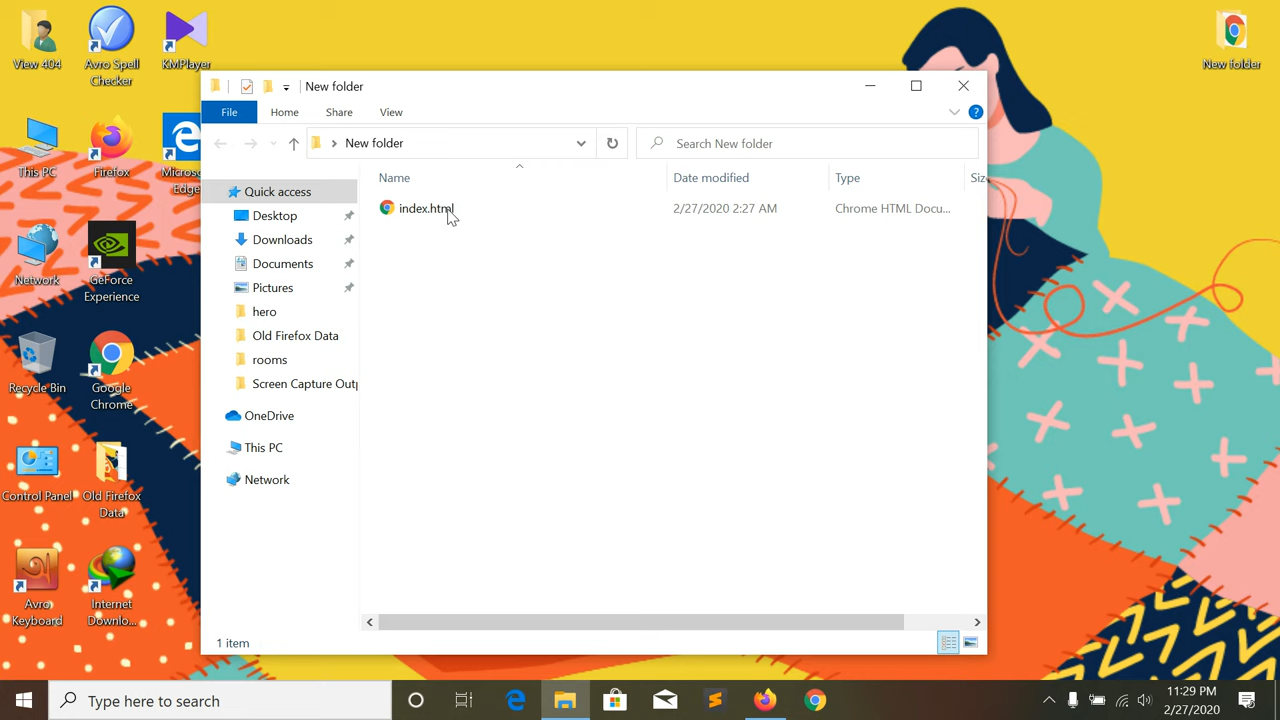 View 404
Avro Spell
Checker
KMPlayer
New folder
This PC
Firefox
Edge
Network
GeForce
Experience
Recycle Bin
Google
Chrome
Control Panel
Old Firefox
Data
Avro
Keyboard
Internet
Downlo...
New folder
File
Home
Share
View
New folder
Search New folder
Name
Date modified
Type
index.html
2/27/2020 2:27 AM
Chrome HTML Docu...
Quick access
Desktop
Downloads
Documents
Pictures
hero
Old Firefox Data
rooms
Screen Capture Outp
OneDrive
This PC
Network
1 item
Type here to search
11:29 PM
2/27/2020